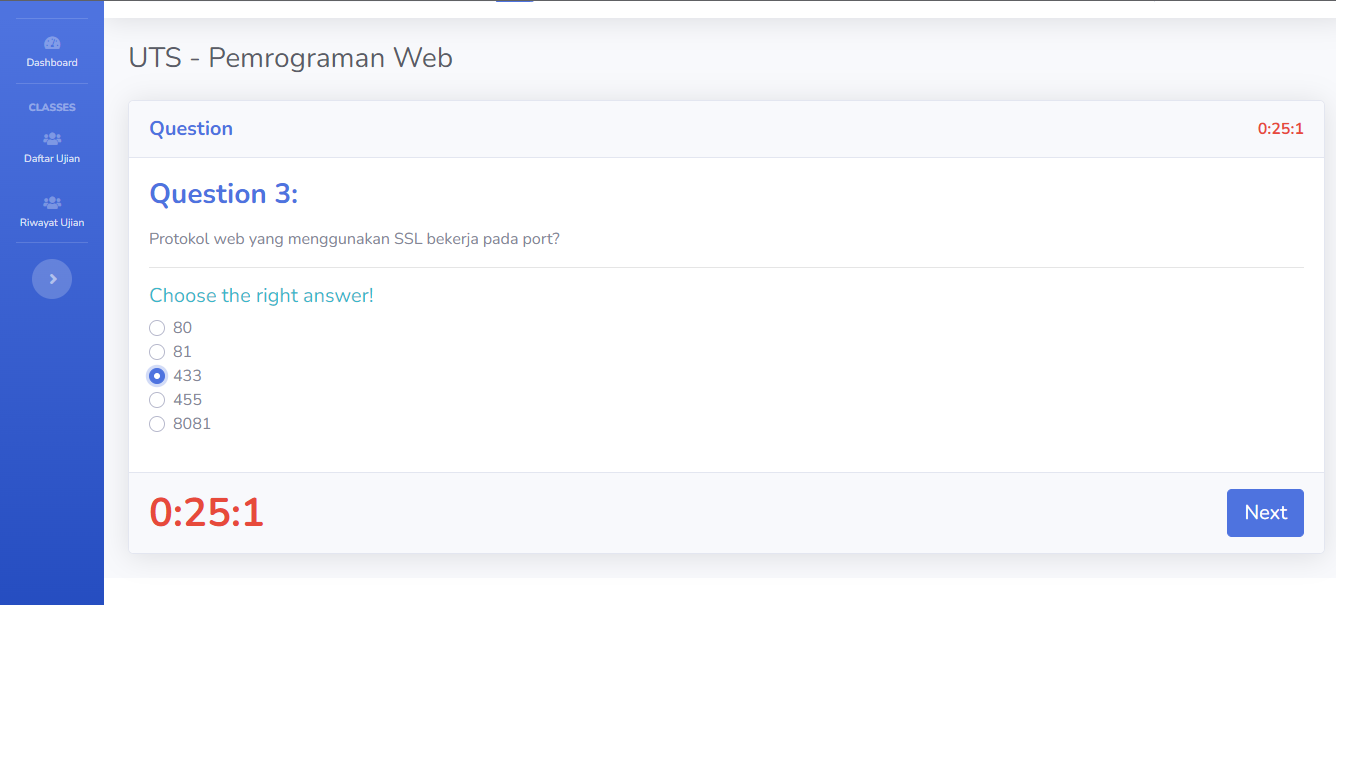 Dashboard
CLASSES
Daftar Ujian
Riwayat Ujian
UTS - Pemrograman Web
Question
0:25:1
Question 3:
Protokol web yang menggunakan SSL bekerja pada port?
Choose the right answer!
80
81
433
455
8081
0:25:1
Next